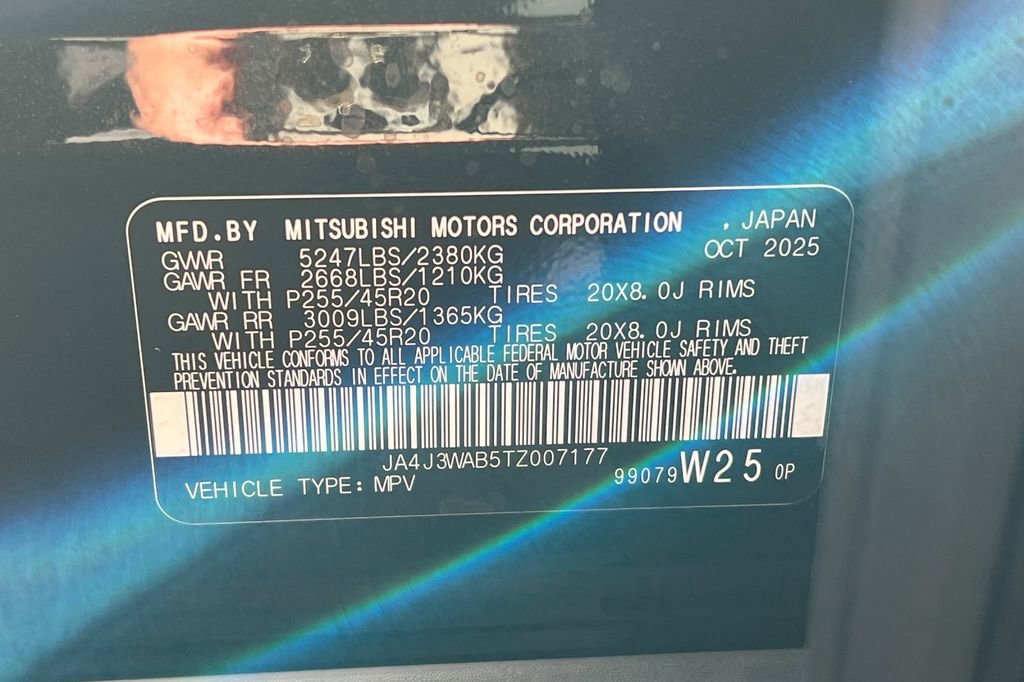 MFD.BY MITSUBISHI MOTORS CORPORATION , JAPAN
GVWR 5247LBS/2380KG OCT 2025
GAWR FR 2668LBS/1210KG
WITH P255/45R20 TIRES 20X8.0J RIMS
GAWR RR 3009LBS/1365KG
WITH P255/45R20 TIRES 20X8.0J RIMS
THIS VEHICLE CONFORMS TO ALL APPLICABLE FEDERAL MOTOR VEHICLE SAFETY AND THEFT
PREVENTION STANDARDS IN EFFECT ON THE DATE OF MANUFACTURE SHOWN ABOVE.
JA4J3WAB5TZ007177
VEHICLE TYPE: MPV 99079W25 0P